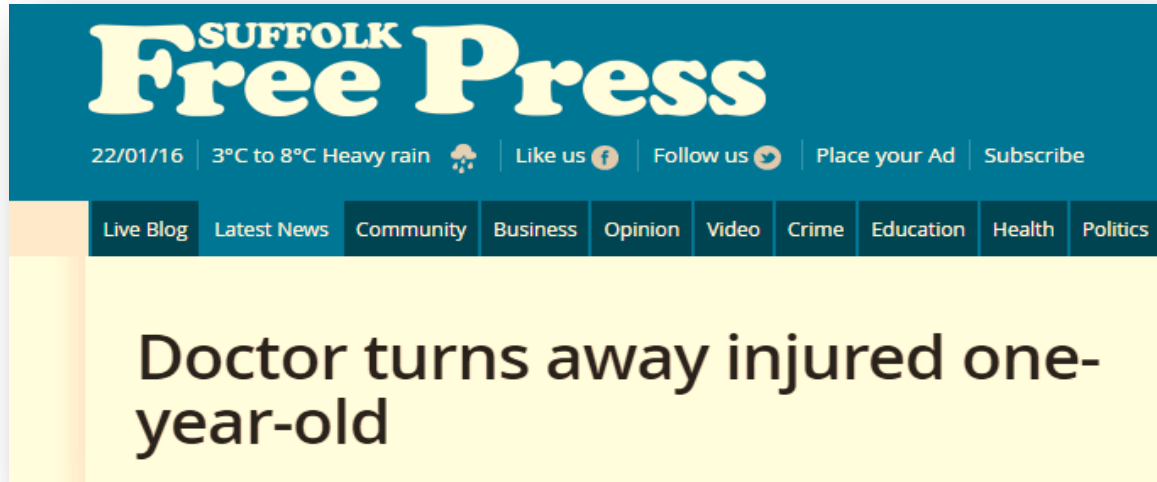 SUFFOLK
Free Press
22/01/16 3°C to 8°C Heavy rain Like us Follow us Place your Ad Subscribe
Live Blog Latest News Community Business Opinion Video Crime Education Health Politics
Doctor turns away injured one-
year-old